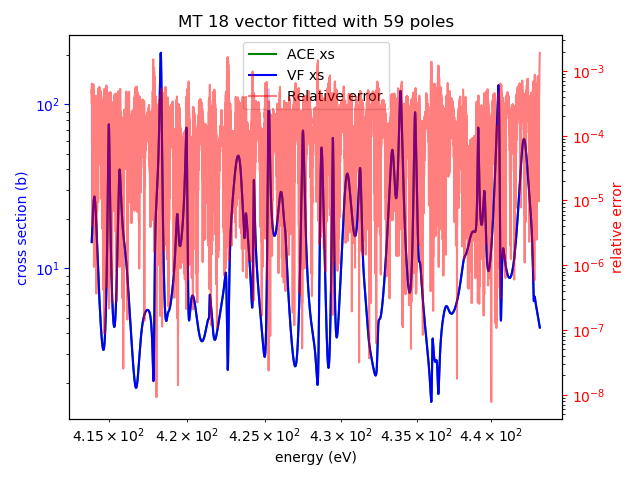 MT 18 vector fitted with 59 poles
ACE xs
VF xs
Relative error
cross section (b)
10²
10¹
relative error
10⁻³
10⁻⁴
10⁻⁵
10⁻⁶
10⁻⁷
10⁻⁸
4.15 × 10² 4.2 × 10² 4.25 × 10² 4.3 × 10² 4.35 × 10² 4.4 × 10²
energy (eV)